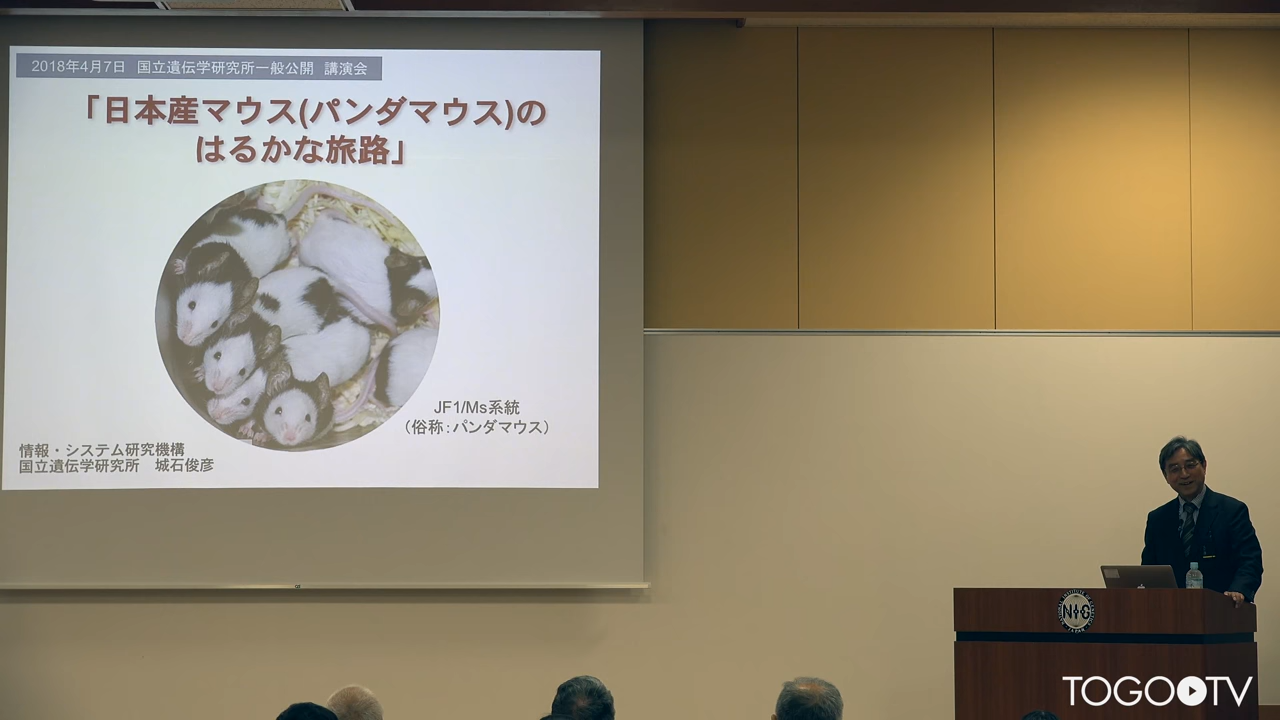 2018年4月7日 国立遺伝学研究所一般公開 講演会
「日本産マウス(パンダマウス)の
はるかな旅路」
JF1/Ms系統
（俗称：パンダマウス）
情報・システム研究機構
国立遺伝学研究所 城石俊彦
NIG
TOGOTV